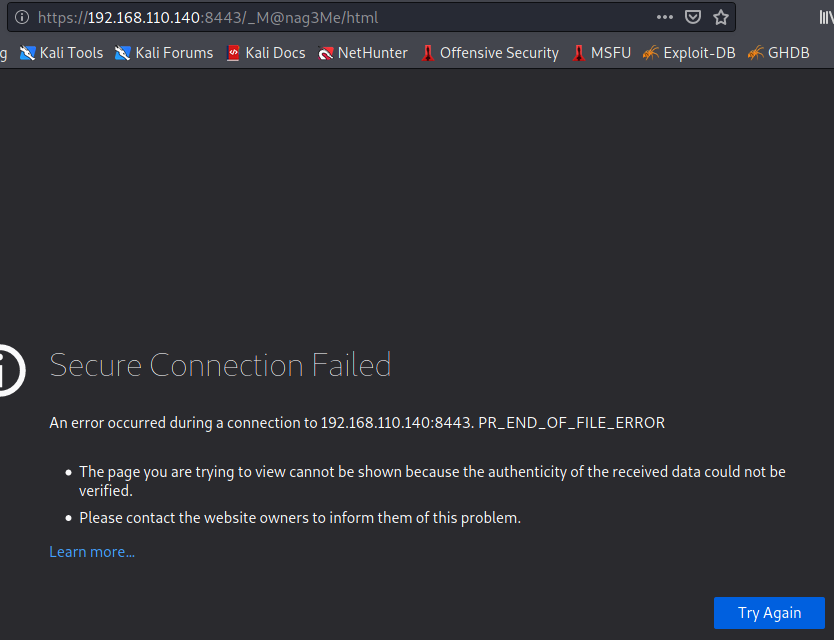 https://192.168.110.140:8443/_M@nag3Me/html
g Kali Tools Kali Forums Kali Docs NetHunter Offensive Security MSFU Exploit-DB GHDB
Secure Connection Failed
An error occurred during a connection to 192.168.110.140:8443. PR_END_OF_FILE_ERROR
The page you are trying to view cannot be shown because the authenticity of the received data could not be
verified.
Please contact the website owners to inform them of this problem.
Learn more…
Try Again